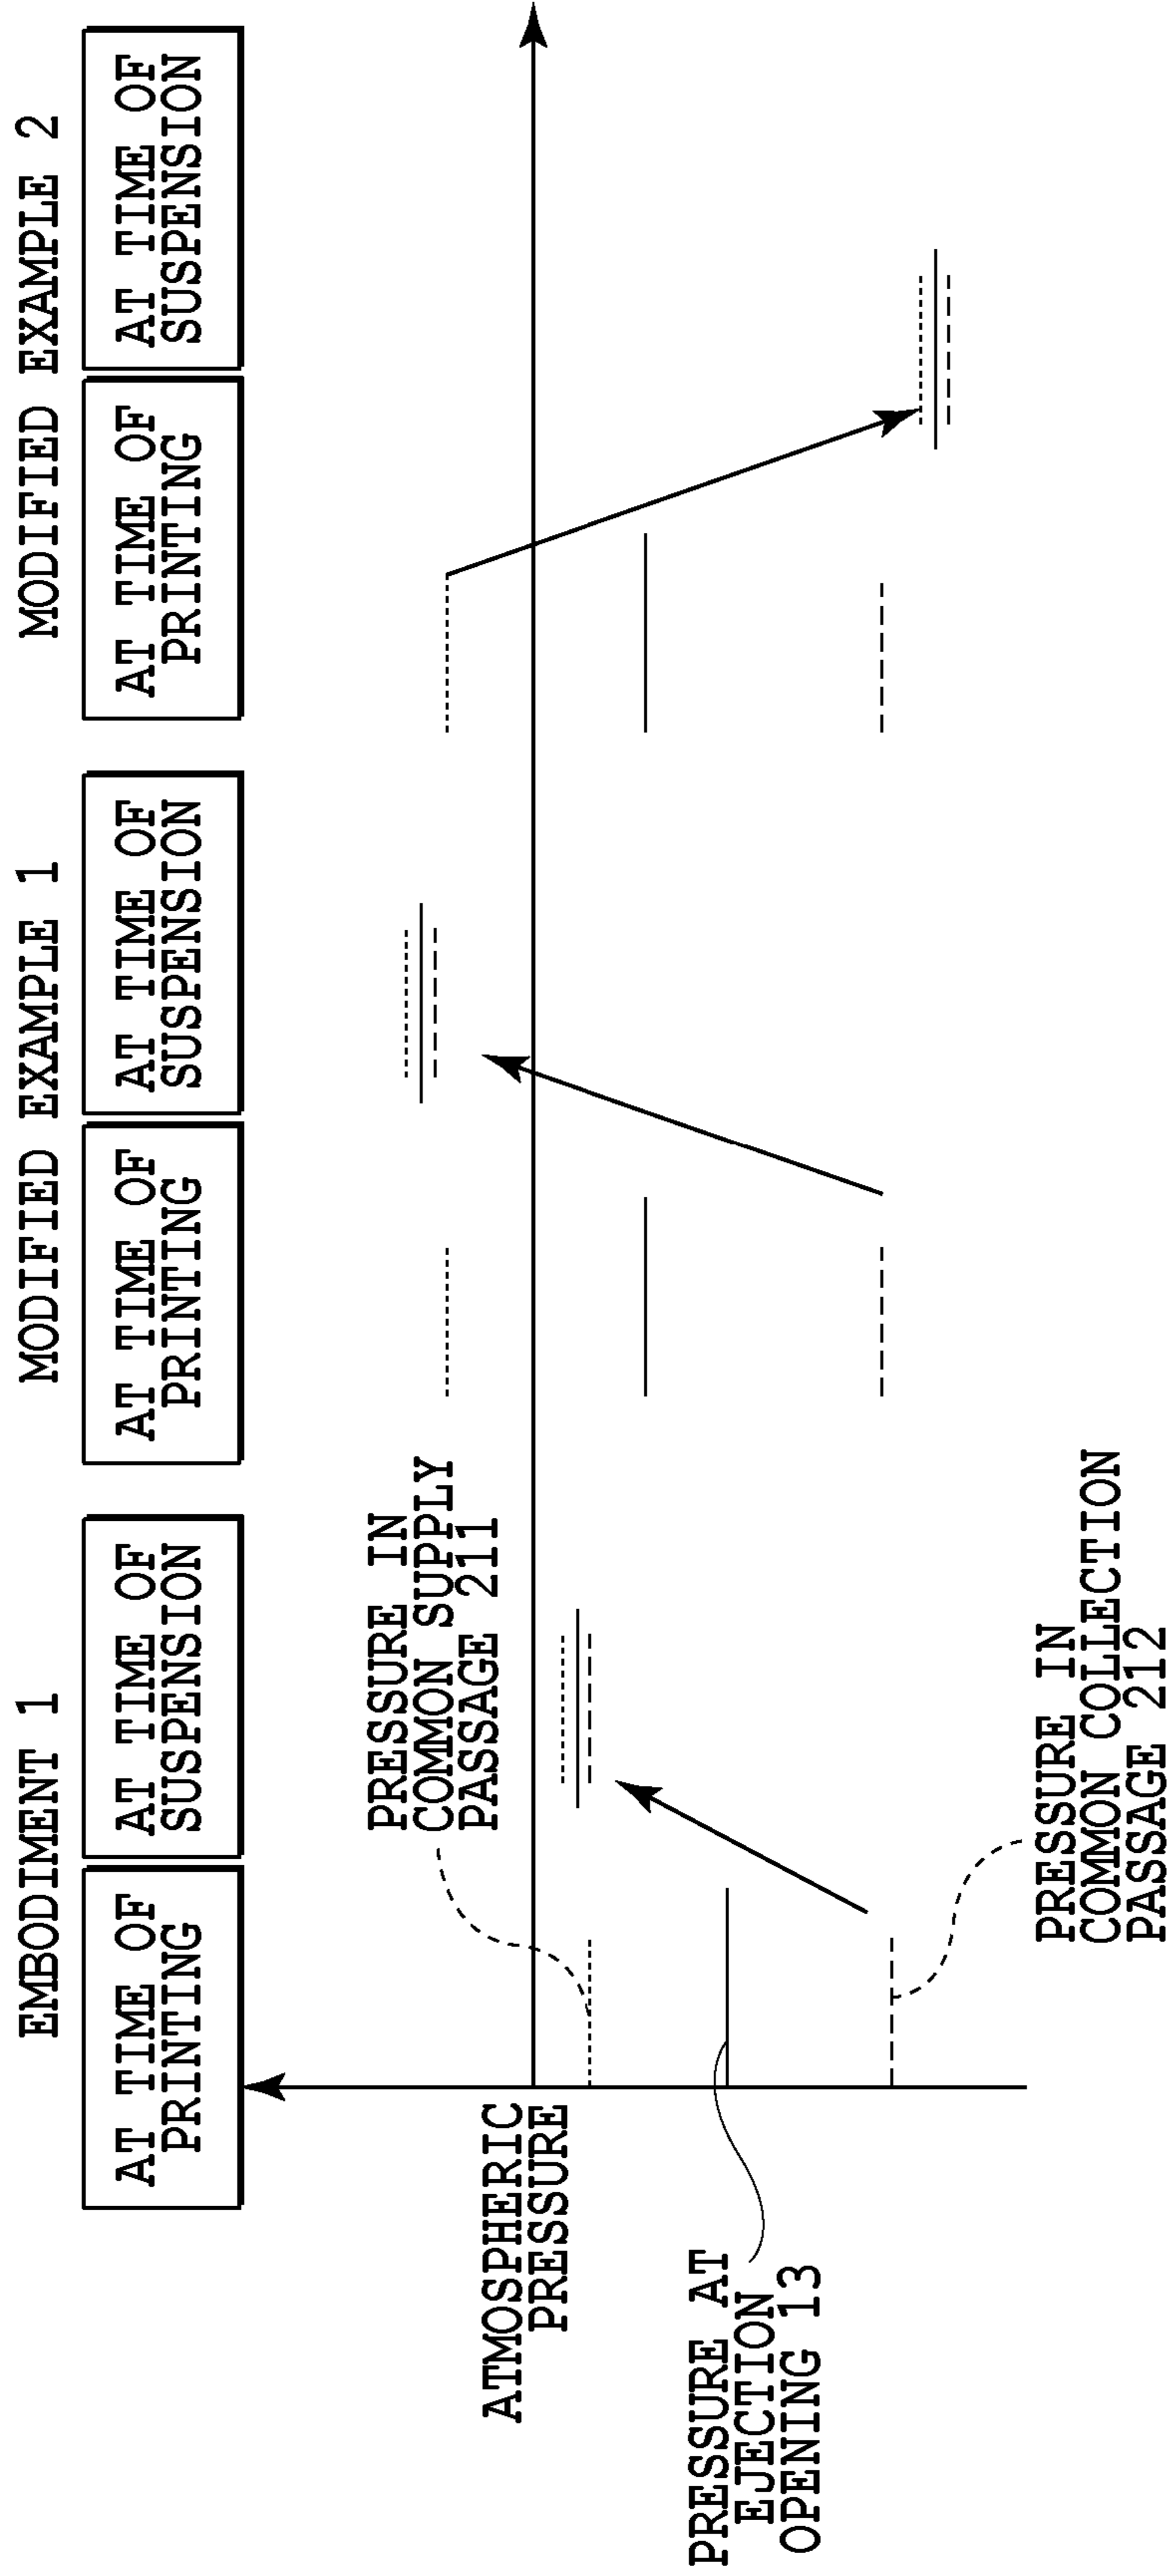 EMBODIMENT 1
MODIFIED EXAMPLE 1
MODIFIED EXAMPLE 2
AT TIME OF
PRINTING
AT TIME OF
SUSPENSION
AT TIME OF
PRINTING
AT TIME OF
SUSPENSION
AT TIME OF
PRINTING
AT TIME OF
SUSPENSION
PRESSURE IN
COMMON SUPPLY
PASSAGE 211
ATMOSPHERIC
PRESSURE
PRESSURE AT
EJECTION
OPENING 13
PRESSURE IN
COMMON COLLECTION
PASSAGE 212